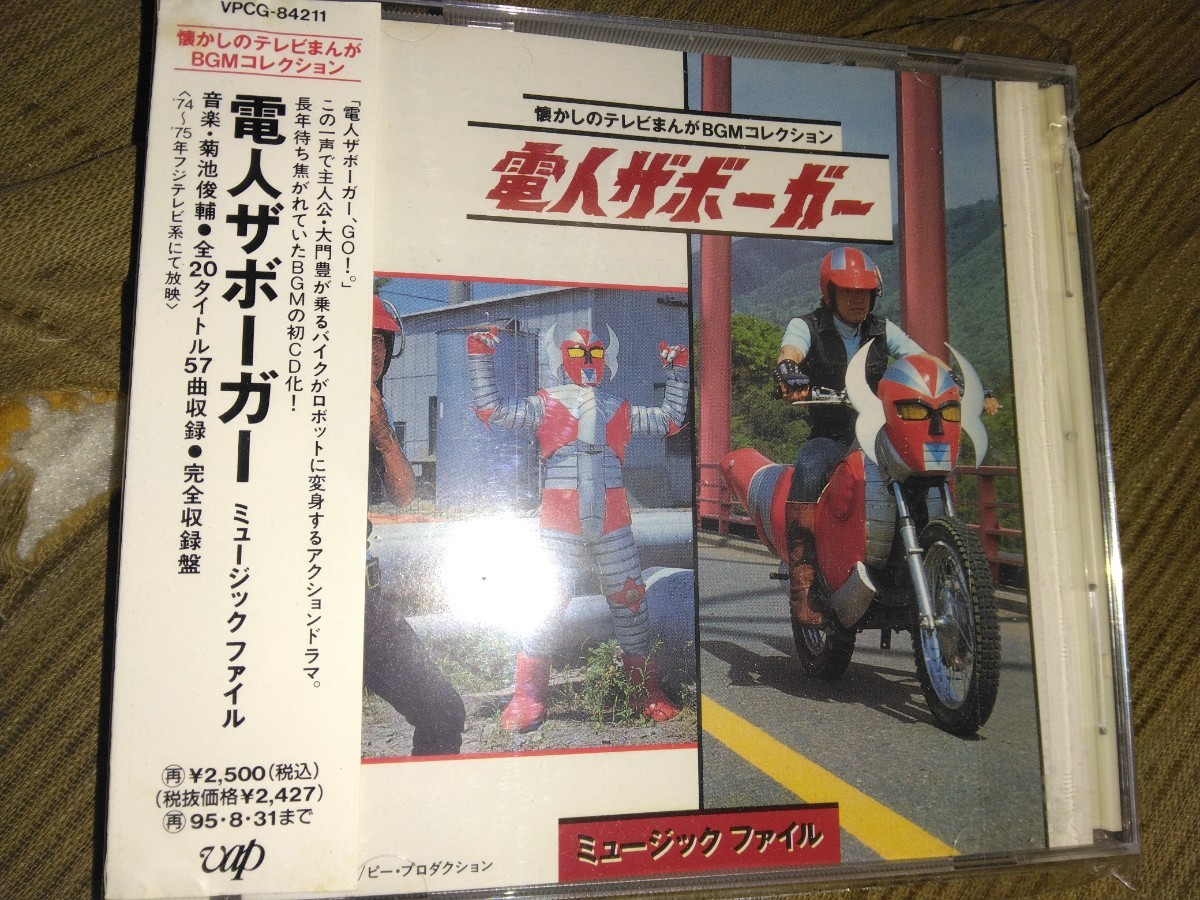 VPCG-84211
懐かしのテレビまんが
BGMコレクション
「電人ザボーガー、GO!。」
この一声で主人公・大門豊が乗るバイクがロボットに変身するアクションドラマ。
長年待ち焦がれていたBGMの初CD化!
電人ザボーガー ミュージック ファイル
音楽・菊池俊輔●全20タイトル57曲収録●完全収録盤
〈'74〜'75年フジテレビ系にて放映〉
再¥2,500(税込)
(税抜価格¥2,427)
再95・8・31まで
vap
懐かしのテレビまんがBGMコレクション
電人ザボーガー
ミュージック ファイル
/ピー・プロダクション